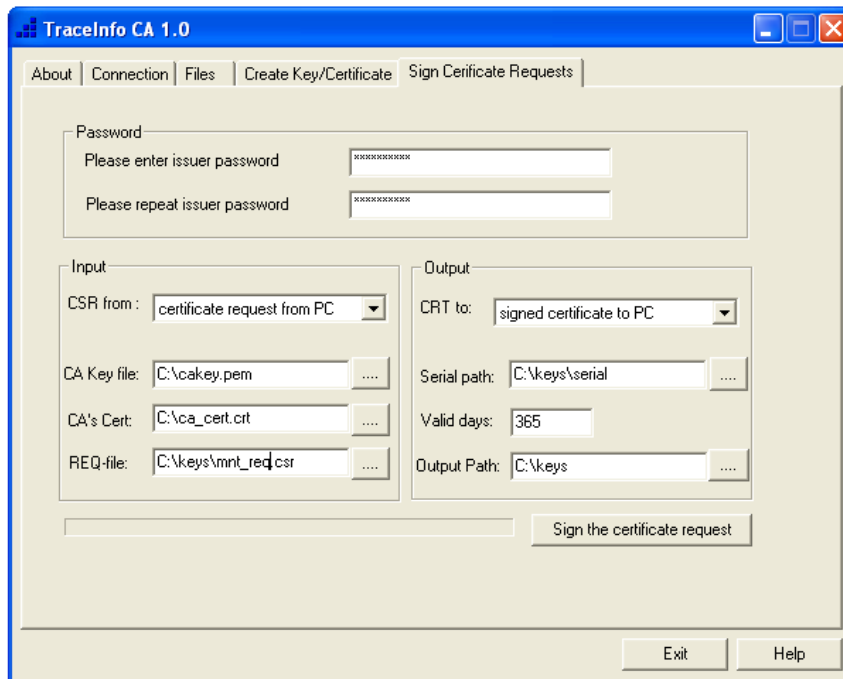 TraceInfo CA 1.0
About Connection Files Create Key/Certificate Sign Cerificate Requests
Password
Please enter issuer password xxxxxxxxxx
Please repeat issuer password xxxxxxxxxx
Input
CSR from : certificate request from PC
CA Key file: C:\cakey.pem ....
CA's Cert: C:\ca_cert.crt ....
REQ-file: C:\keys\mnt_req.csr ....
Output
CRT to: signed certificate to PC
Serial path: C:\keys\serial ....
Valid days: 365
Output Path: C:\keys ....
Sign the certificate request
Exit Help